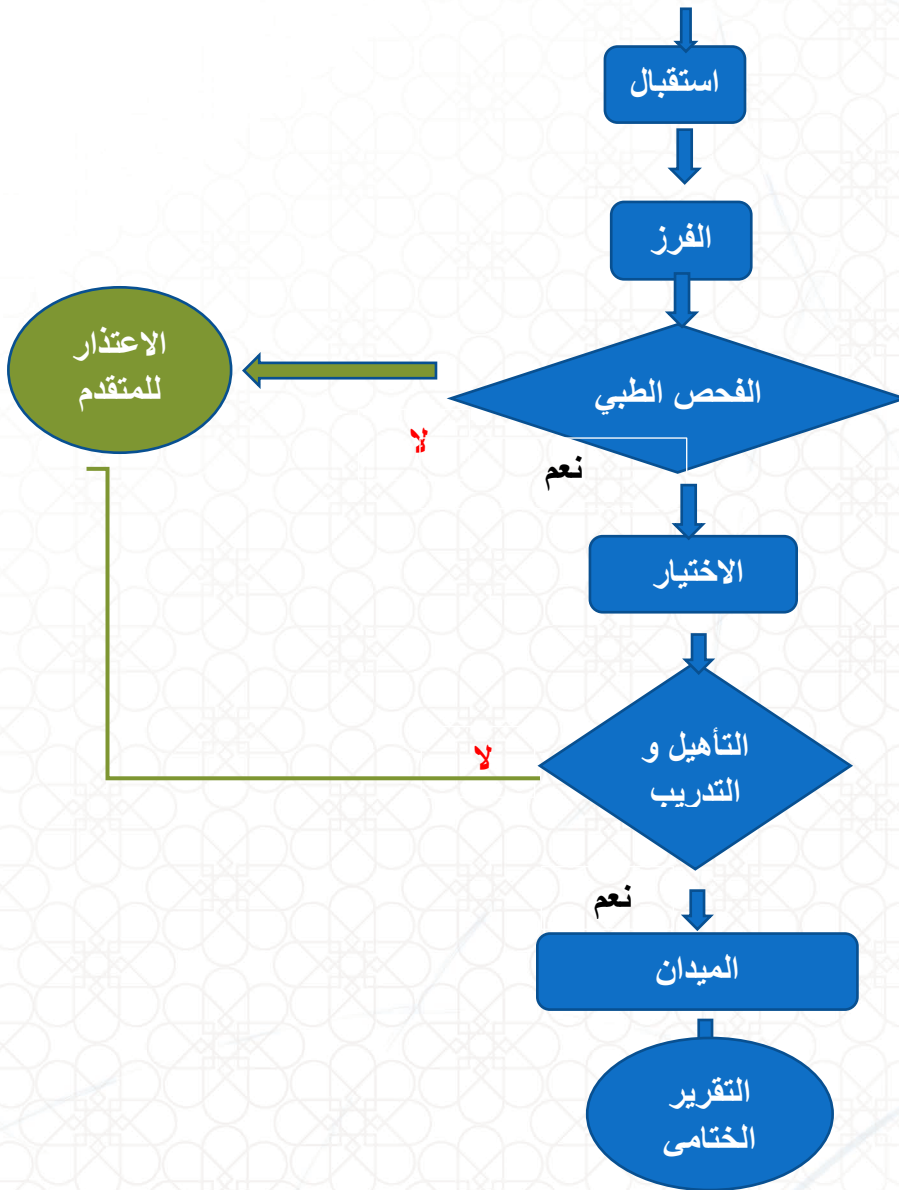 استقبال
الفرز
الفحص الطبي
الاعتذار
للمتقدم
لا
نعم
الاختيار
التأهيل و
التدريب
لا
نعم
الميدان
التقرير
الختامى